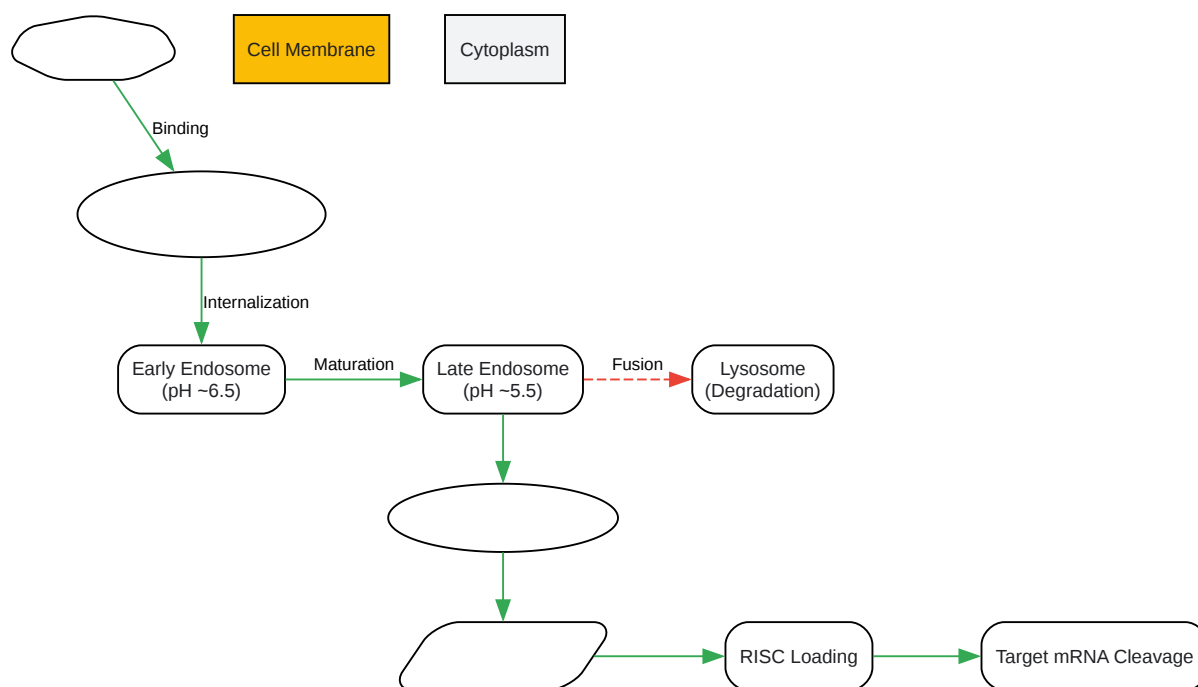 Cell Membrane
Cytoplasm
Binding
Internalization
Early Endosome
(pH ~6.5)
Maturation
Late Endosome
(pH ~5.5)
Fusion
Lysosome
(Degradation)
RISC Loading
Target mRNA Cleavage